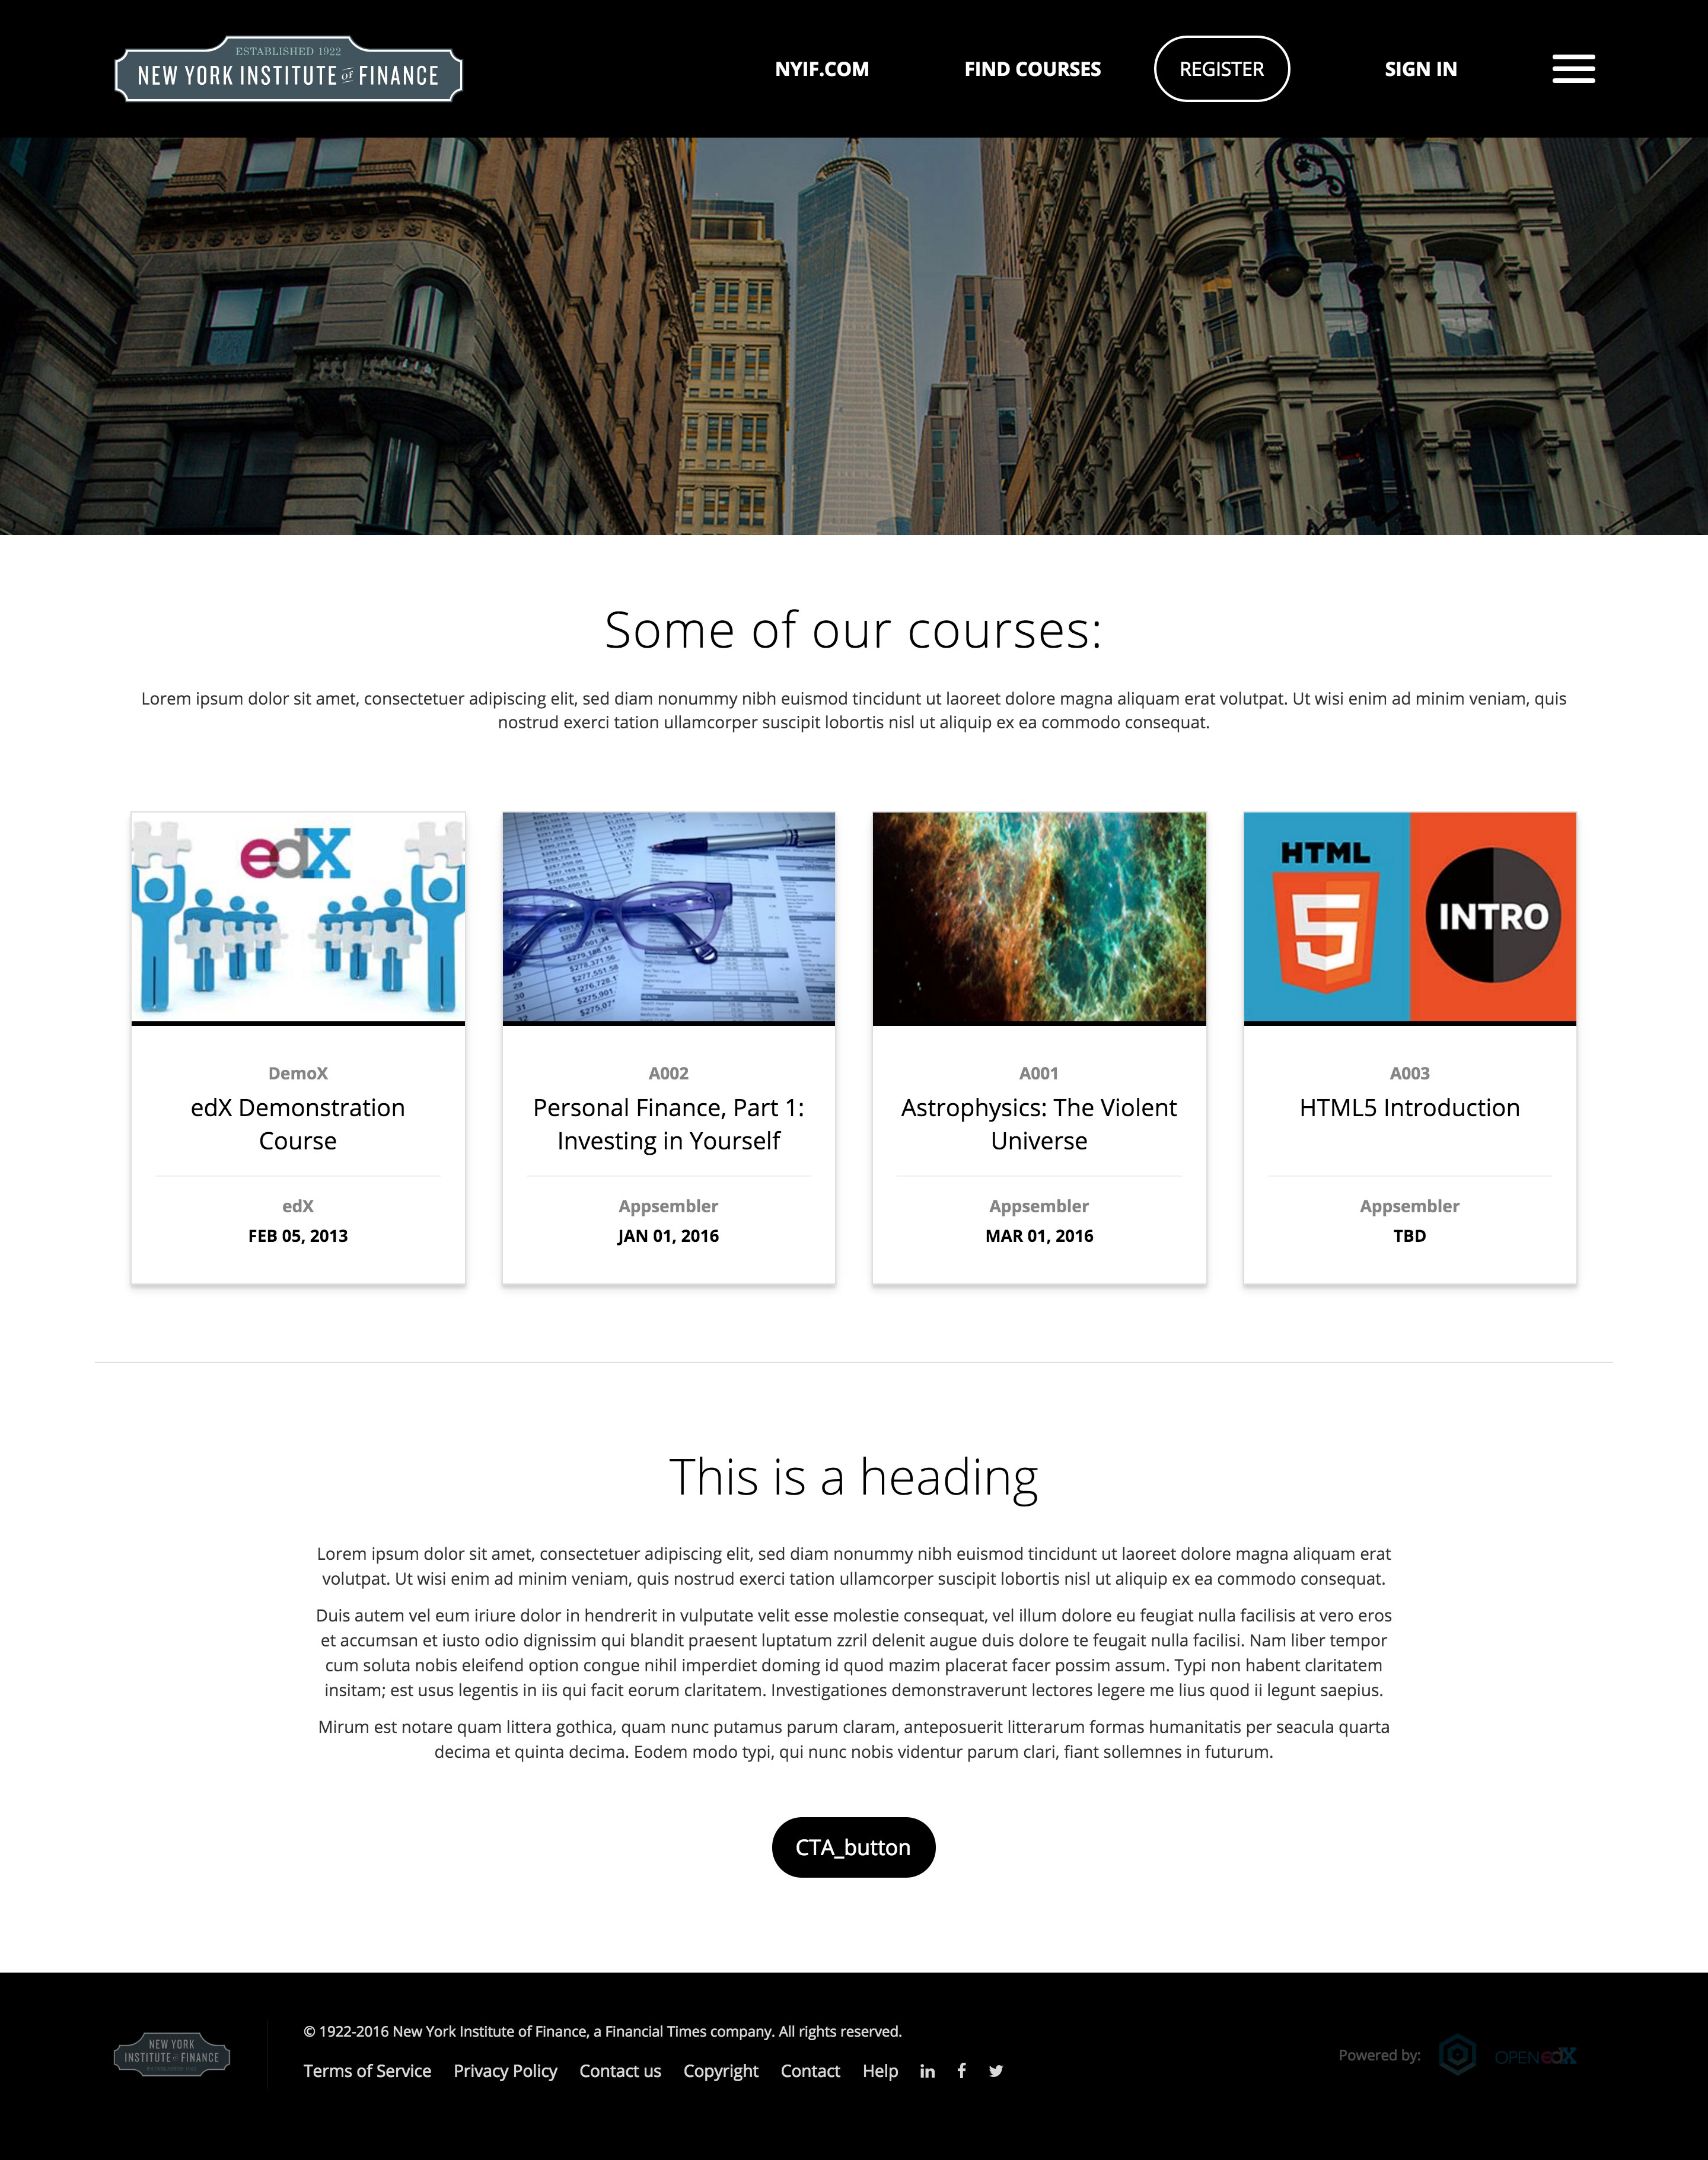 ESTABLISHED 1922
NEW YORK INSTITUTE OF FINANCE
NYIF.COM
FIND COURSES
REGISTER
SIGN IN
Some of our courses:
Lorem ipsum dolor sit amet, consectetuer adipiscing elit, sed diam nonummy nibh euismod tincidunt ut laoreet dolore magna aliquam erat volutpat. Ut wisi enim ad minim veniam, quis
nostrud exerci tation ullamcorper suscipit lobortis nisl ut aliquip ex ea commodo consequat.
edX
DemoX
edX Demonstration
Course
edX
FEB 05, 2013
A002
Personal Finance, Part 1:
Investing in Yourself
Appsembler
JAN 01, 2016
A001
Astrophysics: The Violent
Universe
Appsembler
MAR 01, 2016
HTML
5
INTRO
A003
HTML5 Introduction
Appsembler
TBD
This is a heading
Lorem ipsum dolor sit amet, consectetuer adipiscing elit, sed diam nonummy nibh euismod tincidunt ut laoreet dolore magna aliquam erat
volutpat. Ut wisi enim ad minim veniam, quis nostrud exerci tation ullamcorper suscipit lobortis nisl ut aliquip ex ea commodo consequat.
Duis autem vel eum iriure dolor in hendrerit in vulputate velit esse molestie consequat, vel illum dolore eu feugiat nulla facilisis at vero eros
et accumsan et iusto odio dignissim qui blandit praesent luptatum zzril delenit augue duis dolore te feugait nulla facilisi. Nam liber tempor
cum soluta nobis eleifend option congue nihil imperdiet doming id quod mazim placerat facer possim assum. Typi non habent claritatem
insitam; est usus legentis in iis qui facit eorum claritatem. Investigationes demonstraverunt lectores legere me lius quod ii legunt saepius.
Mirum est notare quam littera gothica, quam nunc putamus parum claram, anteposuerit litterarum formas humanitatis per seacula quarta
decima et quinta decima. Eodem modo typi, qui nunc nobis videntur parum clari, fiant sollemnes in futurum.
CTA_button
NEW YORK
INSTITUTE OF FINANCE
ESTABLISHED 1922
© 1922-2016 New York Institute of Finance, a Financial Times company. All rights reserved.
Terms of Service
Privacy Policy
Contact us
Copyright
Contact
Help
in
f
Powered by:
OPEN edX